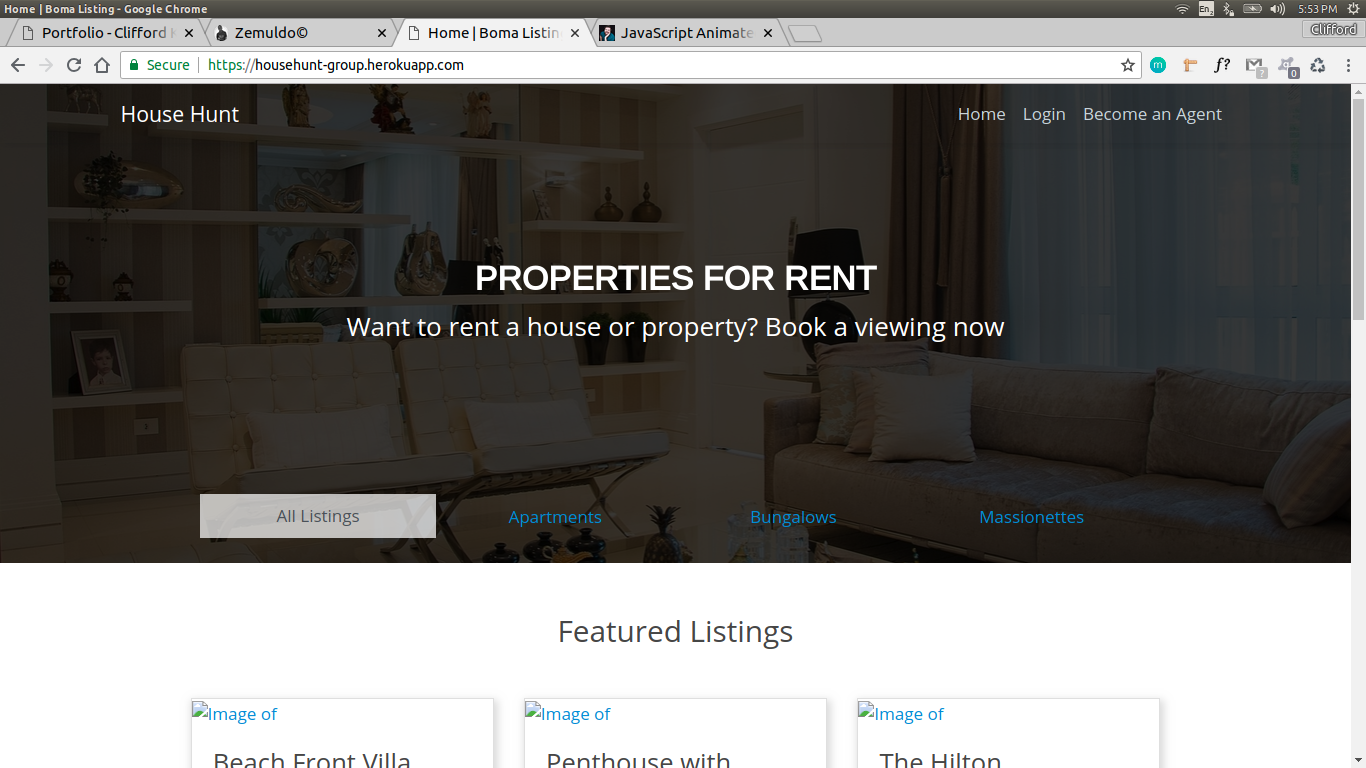 Home | Boma Listing - Google Chrome
En2
5:53 PM
Portfolio - Clifford
Zemuldo©
Home | Boma Listin
JavaScript Animate
Clifford
Secure
https://househunt-group.herokuapp.com
m
f?
?
0
House Hunt
Home
Login
Become an Agent
PROPERTIES FOR RENT
Want to rent a house or property? Book a viewing now
All Listings
Apartments
Bungalows
Massionettes
Featured Listings
Image of
Image of
Image of
Beach Front Villa
Penthouse with
The Hilton